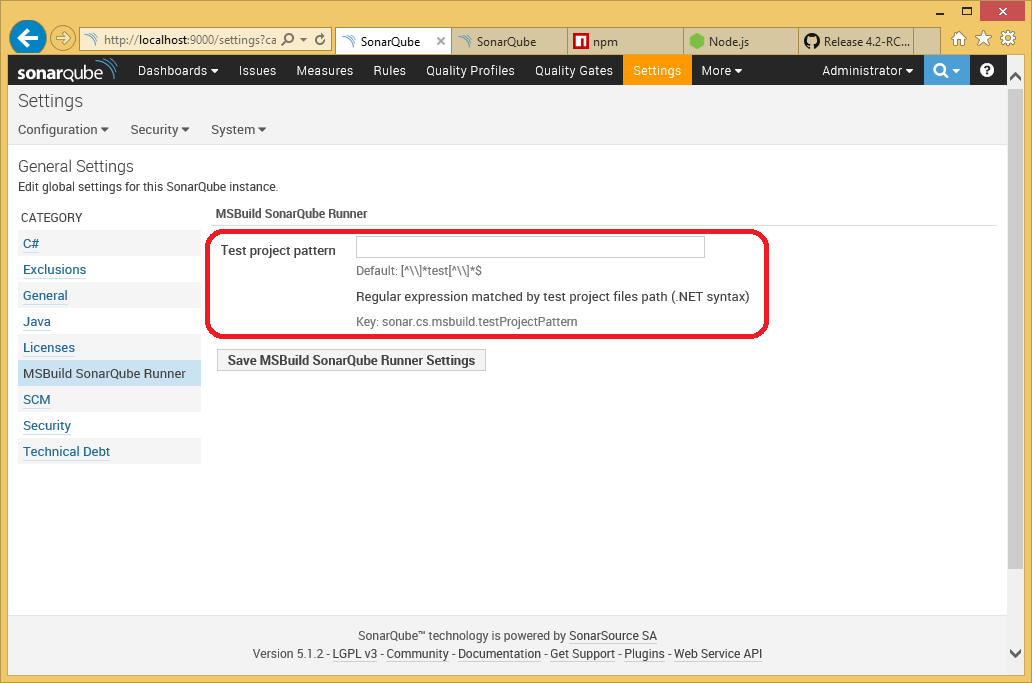 http://localhost:9000/settings?ca
SonarQube
SonarQube
npm
Node.js
Release 4.2-RC...
sonarqube
Dashboards
Issues
Measures
Rules
Quality Profiles
Quality Gates
Settings
More
Administrator
Settings
Configuration
Security
System
General Settings
Edit global settings for this SonarQube instance.
CATEGORY
C#
Exclusions
General
Java
Licenses
MSBuild SonarQube Runner
SCM
Security
Technical Debt
MSBuild SonarQube Runner
Test project pattern
Default: [^\\]*test[^\\]*$
Regular expression matched by test project files path (.NET syntax)
Key: sonar.cs.msbuild.testProjectPattern
Save MSBuild SonarQube Runner Settings
SonarQube™ technology is powered by SonarSource SA
Version 5.1.2 - LGPL v3 - Community - Documentation - Get Support - Plugins - Web Service API